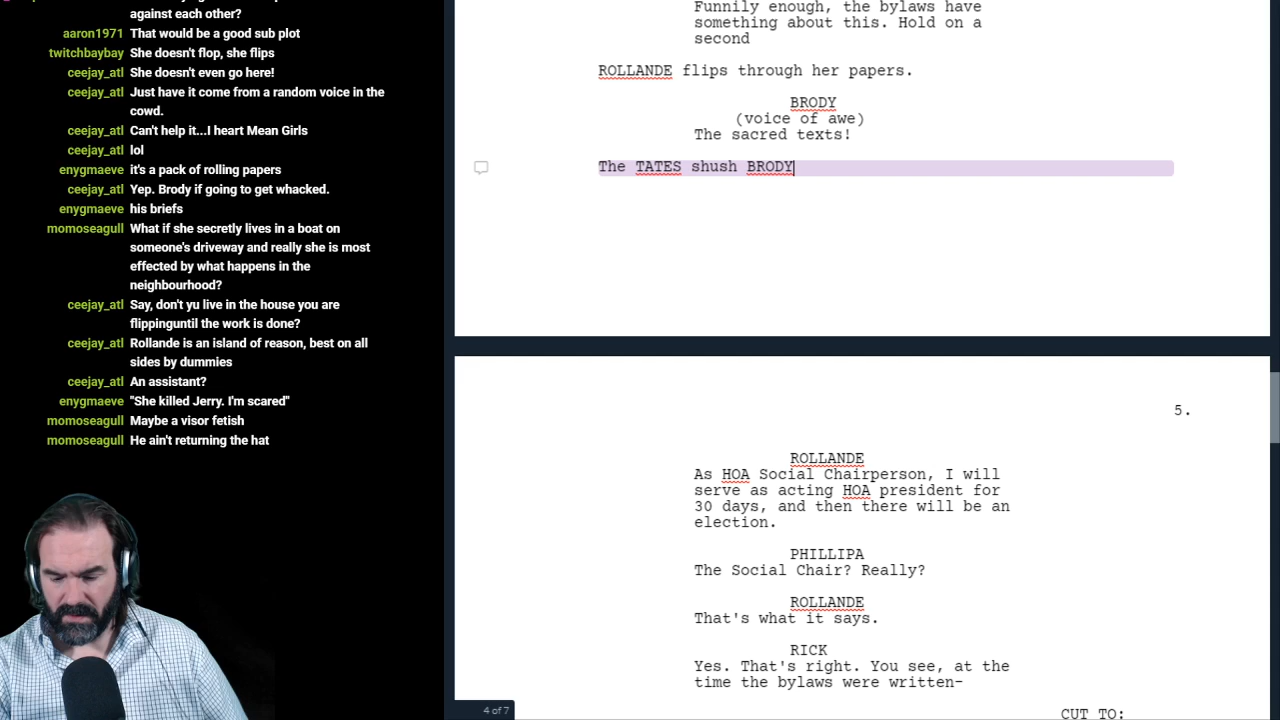 against each other?
aaron1971 That would be a good sub plot
twitchbaybay She doesn't flop, she flips
ceejay_atl She doesn't even go here!
ceejay_atl Just have it come from a random voice in the
cowd.
ceejay_atl Can't help it...I heart Mean Girls
ceejay_atl lol
enygmaeve it's a pack of rolling papers
ceejay_atl Yep. Brody if going to get whacked.
enygmaeve his briefs
momoseagull What if she secretly lives in a boat on
someone's driveway and really she is most
effected by what happens in the
neighbourhood?
ceejay_atl Say, don't yu live in the house you are
flippinguntil the work is done?
ceejay_atl Rollande is an island of reason, best on all
sides by dummies
ceejay_atl An assistant?
enygmaeve "She killed Jerry. I'm scared"
momoseagull Maybe a visor fetish
momoseagull He ain't returning the hat
Funnily enough, the bylaws have
something about this. Hold on a
second
ROLLANDE flips through her papers.
BRODY
(voice of awe)
The sacred texts!
The TATES shush BRODY
5.
ROLLANDE
As HOA Social Chairperson, I will
serve as acting HOA president for
30 days, and then there will be an
election.
PHILLIPA
The Social Chair? Really?
ROLLANDE
That's what it says.
RICK
Yes. That's right. You see, at the
time the bylaws were written-
CUT TO:
4 of 7